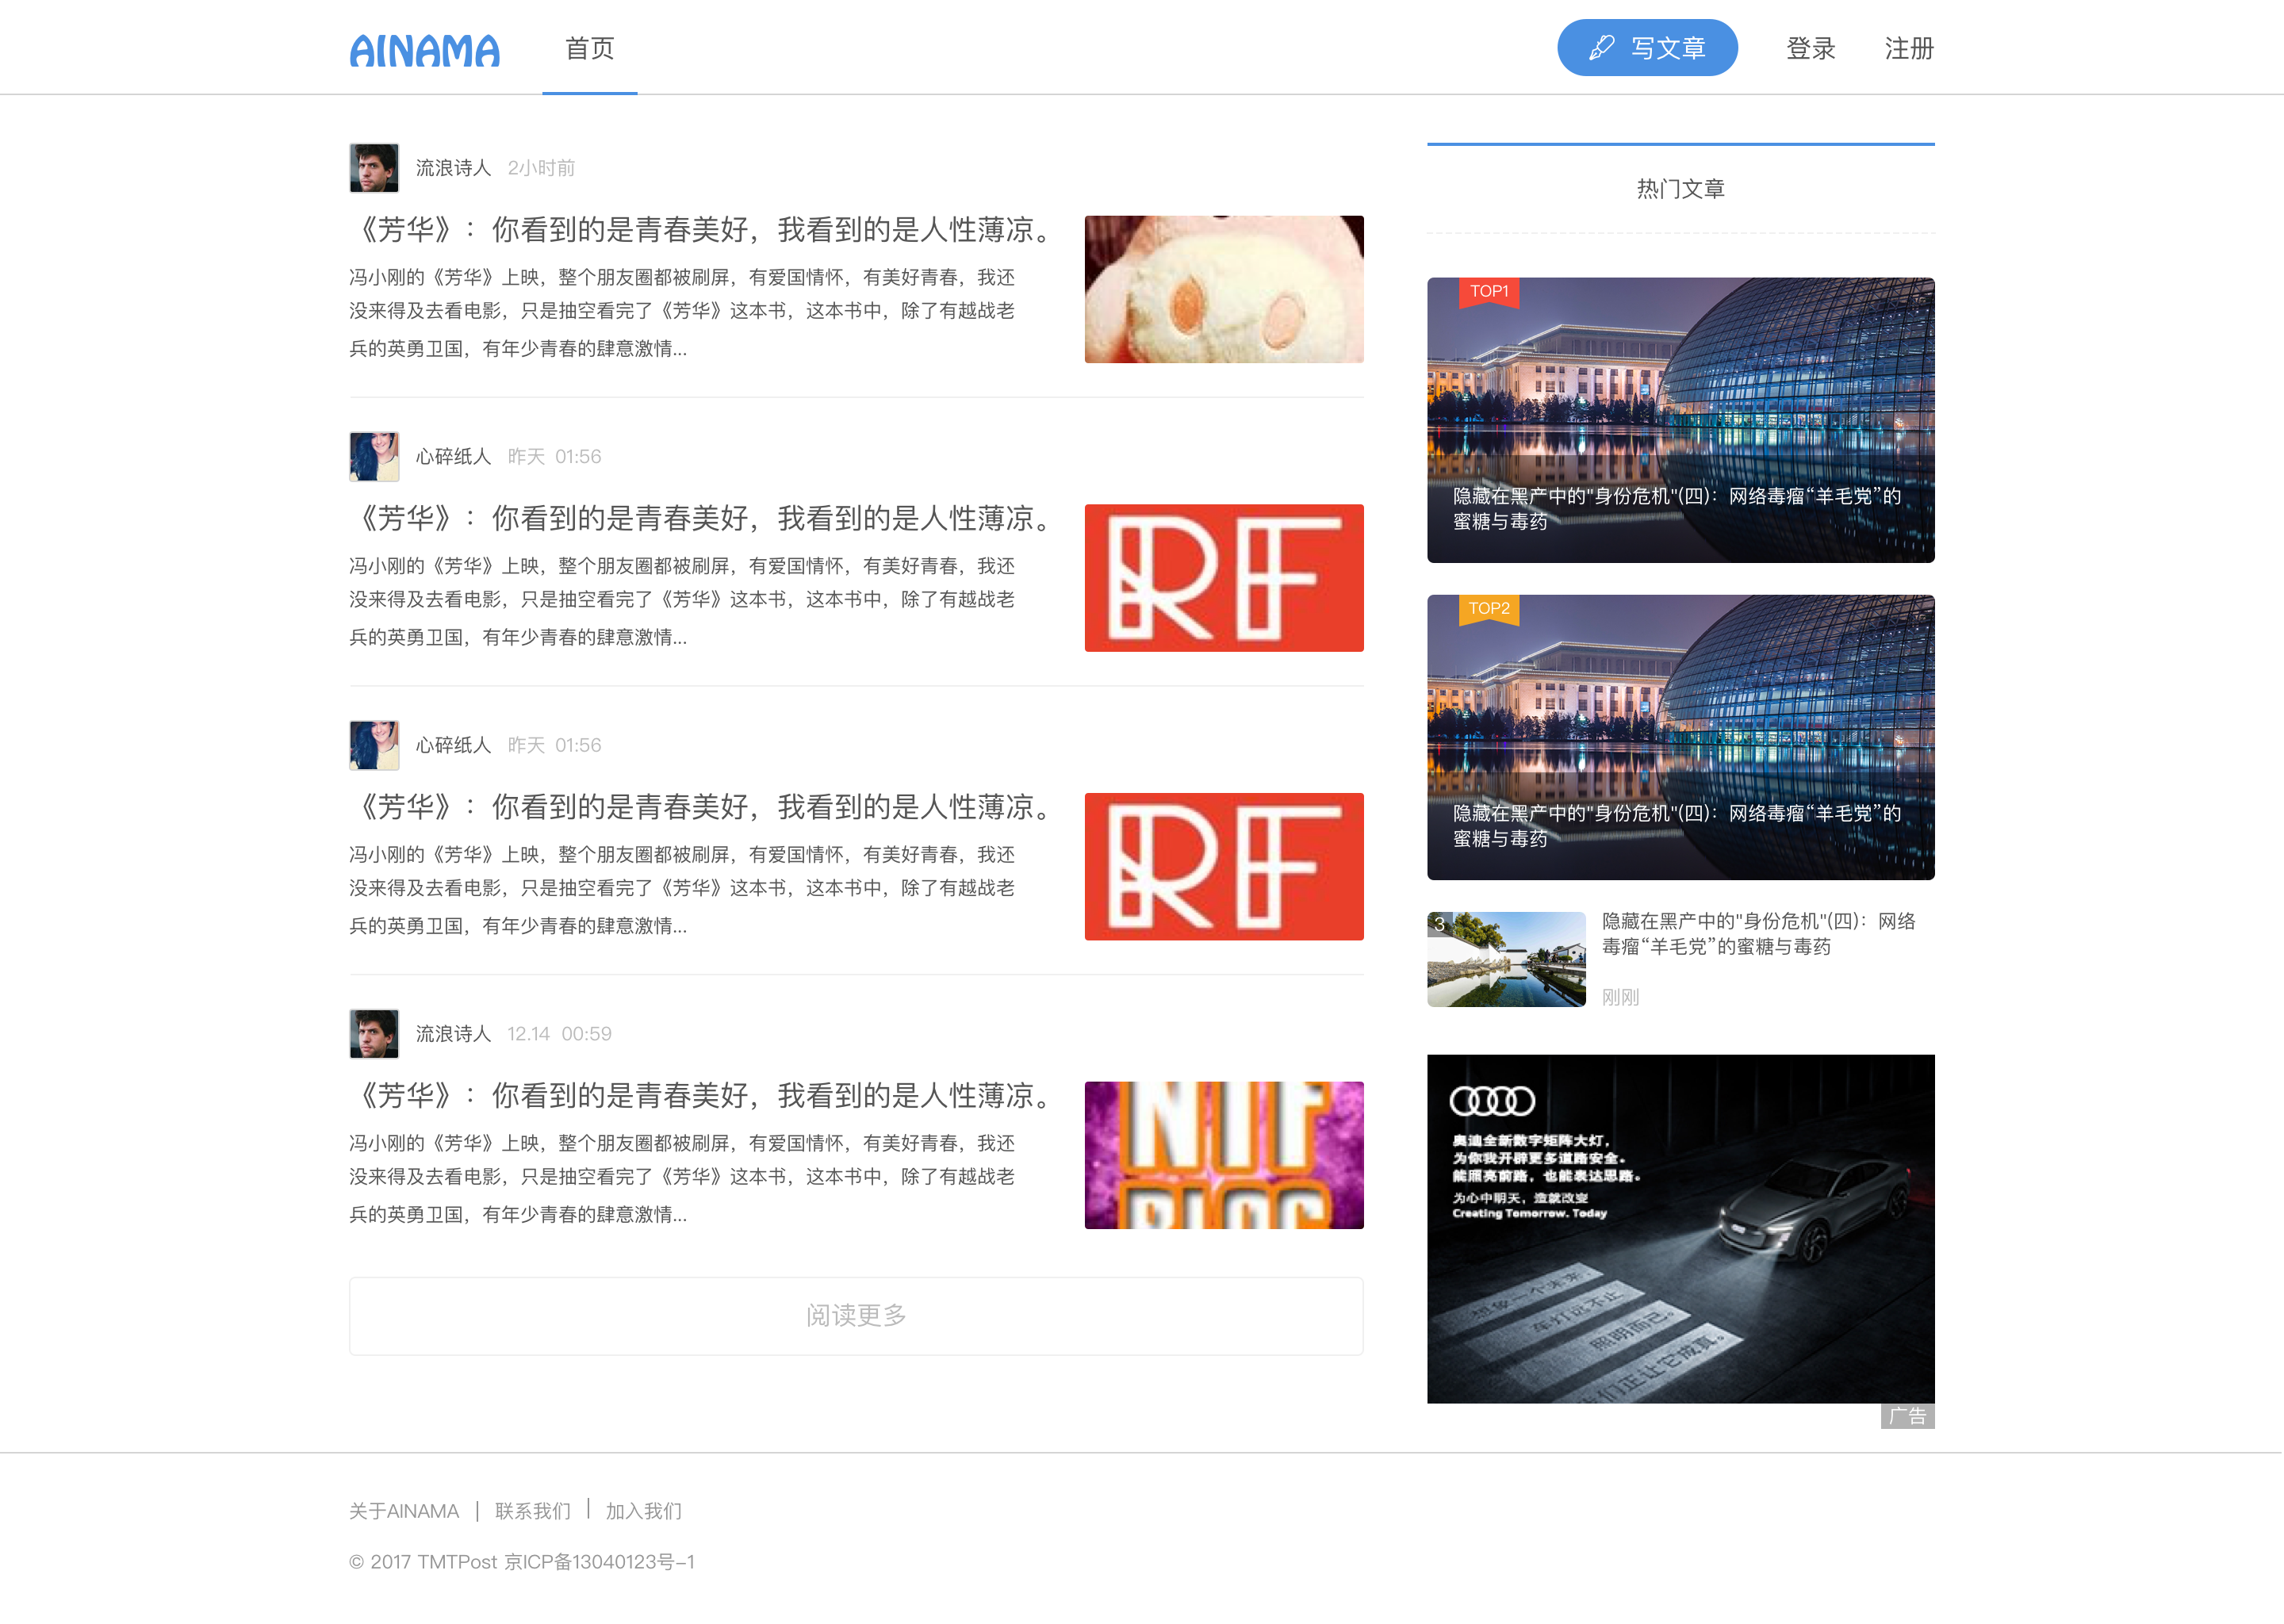 AINAMA
首页
写文章
登录
注册
流浪诗人 2小时前
《芳华》：你看到的是青春美好，我看到的是人性薄凉。
冯小刚的《芳华》上映，整个朋友圈都被刷屏，有爱国情怀，有美好青春，我还
没来得及去看电影，只是抽空看完了《芳华》这本书，这本书中，除了有越战老
兵的英勇卫国，有年少青春的肆意激情...
心碎纸人 昨天 01:56
《芳华》：你看到的是青春美好，我看到的是人性薄凉。
冯小刚的《芳华》上映，整个朋友圈都被刷屏，有爱国情怀，有美好青春，我还
没来得及去看电影，只是抽空看完了《芳华》这本书，这本书中，除了有越战老
兵的英勇卫国，有年少青春的肆意激情...
RF
心碎纸人 昨天 01:56
《芳华》：你看到的是青春美好，我看到的是人性薄凉。
冯小刚的《芳华》上映，整个朋友圈都被刷屏，有爱国情怀，有美好青春，我还
没来得及去看电影，只是抽空看完了《芳华》这本书，这本书中，除了有越战老
兵的英勇卫国，有年少青春的肆意激情...
RF
流浪诗人 12.14 00:59
《芳华》：你看到的是青春美好，我看到的是人性薄凉。
冯小刚的《芳华》上映，整个朋友圈都被刷屏，有爱国情怀，有美好青春，我还
没来得及去看电影，只是抽空看完了《芳华》这本书，这本书中，除了有越战老
兵的英勇卫国，有年少青春的肆意激情...
NIF
BLOG
阅读更多
热门文章
TOP1
隐藏在黑产中的"身份危机"(四)：网络毒瘤“羊毛党”的
蜜糖与毒药
TOP2
隐藏在黑产中的"身份危机"(四)：网络毒瘤“羊毛党”的
蜜糖与毒药
3
隐藏在黑产中的"身份危机"(四)：网络
毒瘤“羊毛党”的蜜糖与毒药
刚刚
奥迪全新数字矩阵大灯，
为你我开辟更多道路安全。
能照亮前路，也能表达思路。
为心中明天，造就改变
Creating Tomorrow. Today
想象一个未来，
车灯远不止
照明而已。
我们正让它成真。
广告
关于AINAMA | 联系我们 | 加入我们
© 2017 TMTPost 京ICP备13040123号-1